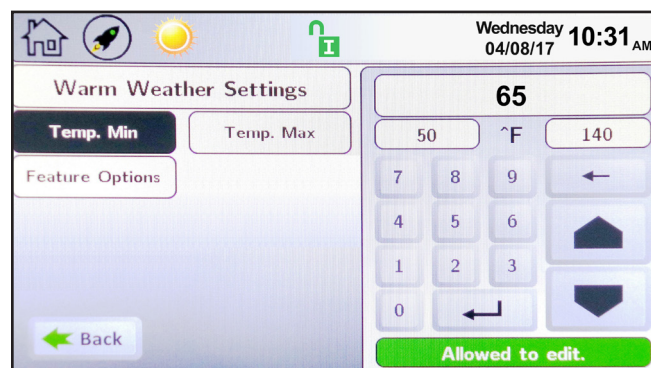 I
Wednesday 10:31 AM
04/08/17
Warm Weather Settings
65
Temp. Min
Temp. Max
50
^F
140
Feature Options
7 8 9
4 5 6
1 2 3
0
Back
Allowed to edit.